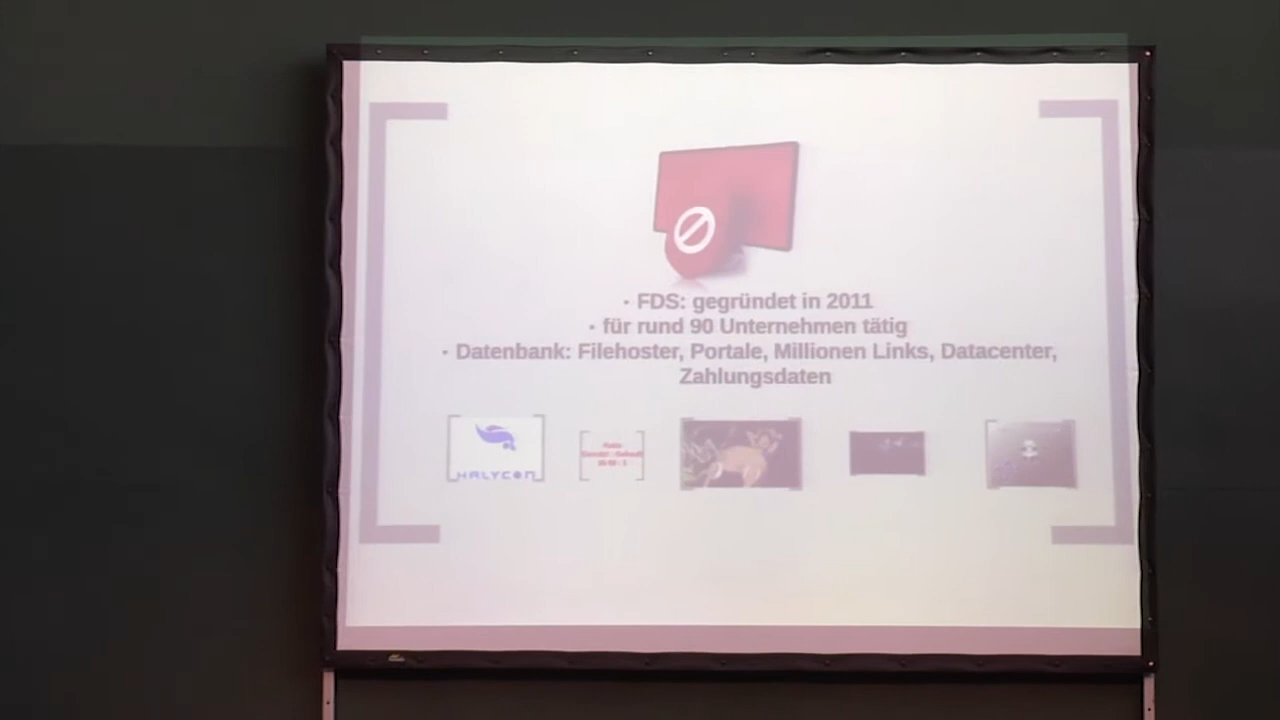 • FDS: gegründet in 2011
• für rund 90 Unternehmen tätig
• Datenbank: Filehoster, Portale, Millionen Links, Datacenter,
Zahlungsdaten
HALYCON